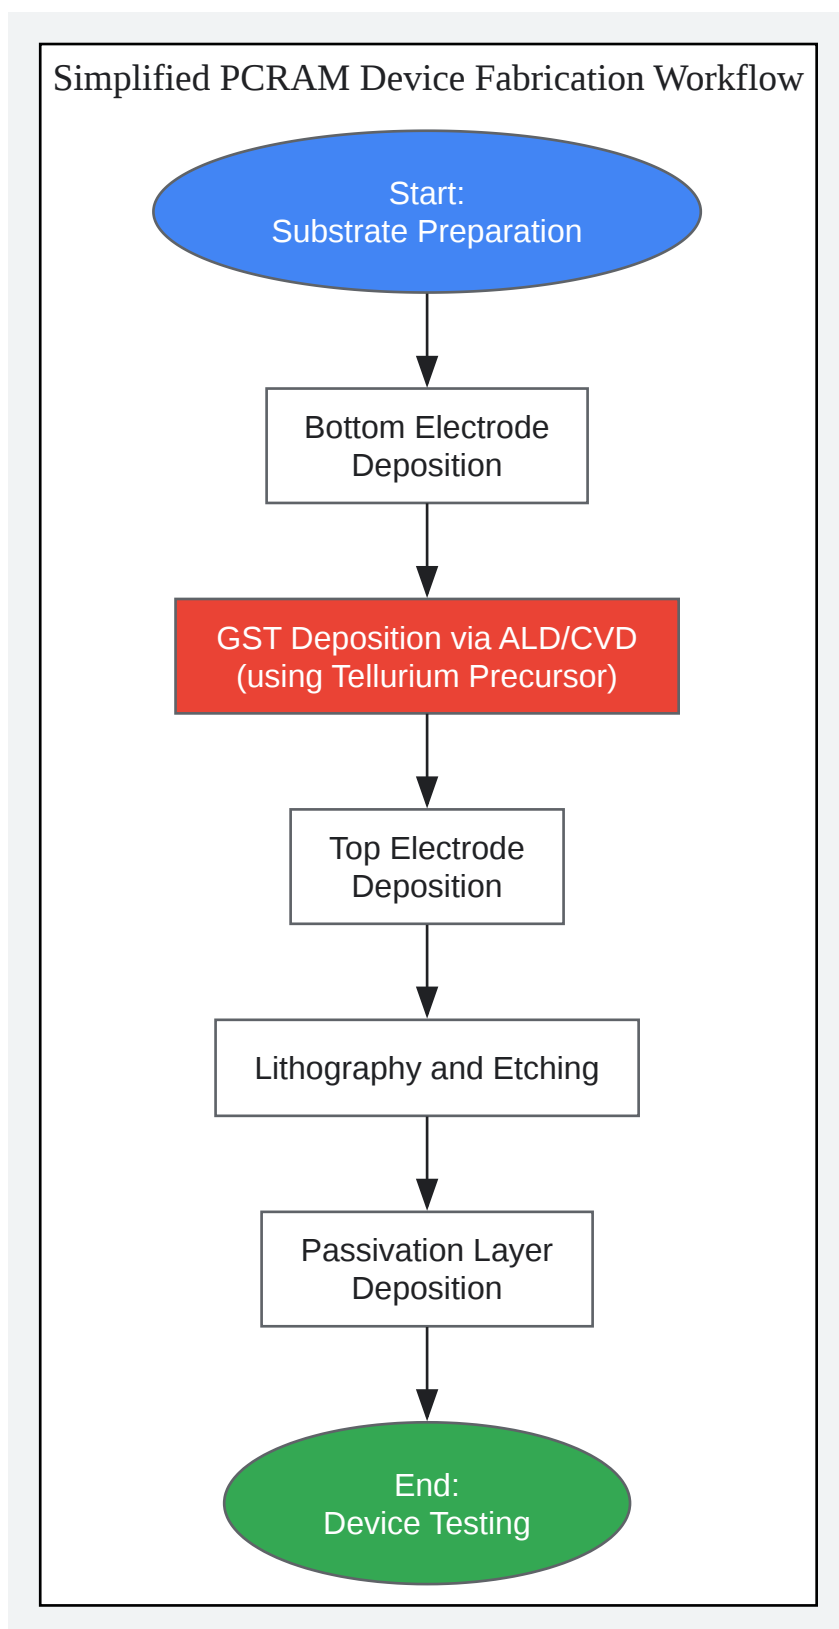 Simplified PCRAM Device Fabrication Workflow
Start:
Substrate Preparation
Bottom Electrode
Deposition
GST Deposition via ALD/CVD
(using Tellurium Precursor)
Top Electrode
Deposition
Lithography and Etching
Passivation Layer
Deposition
End:
Device Testing